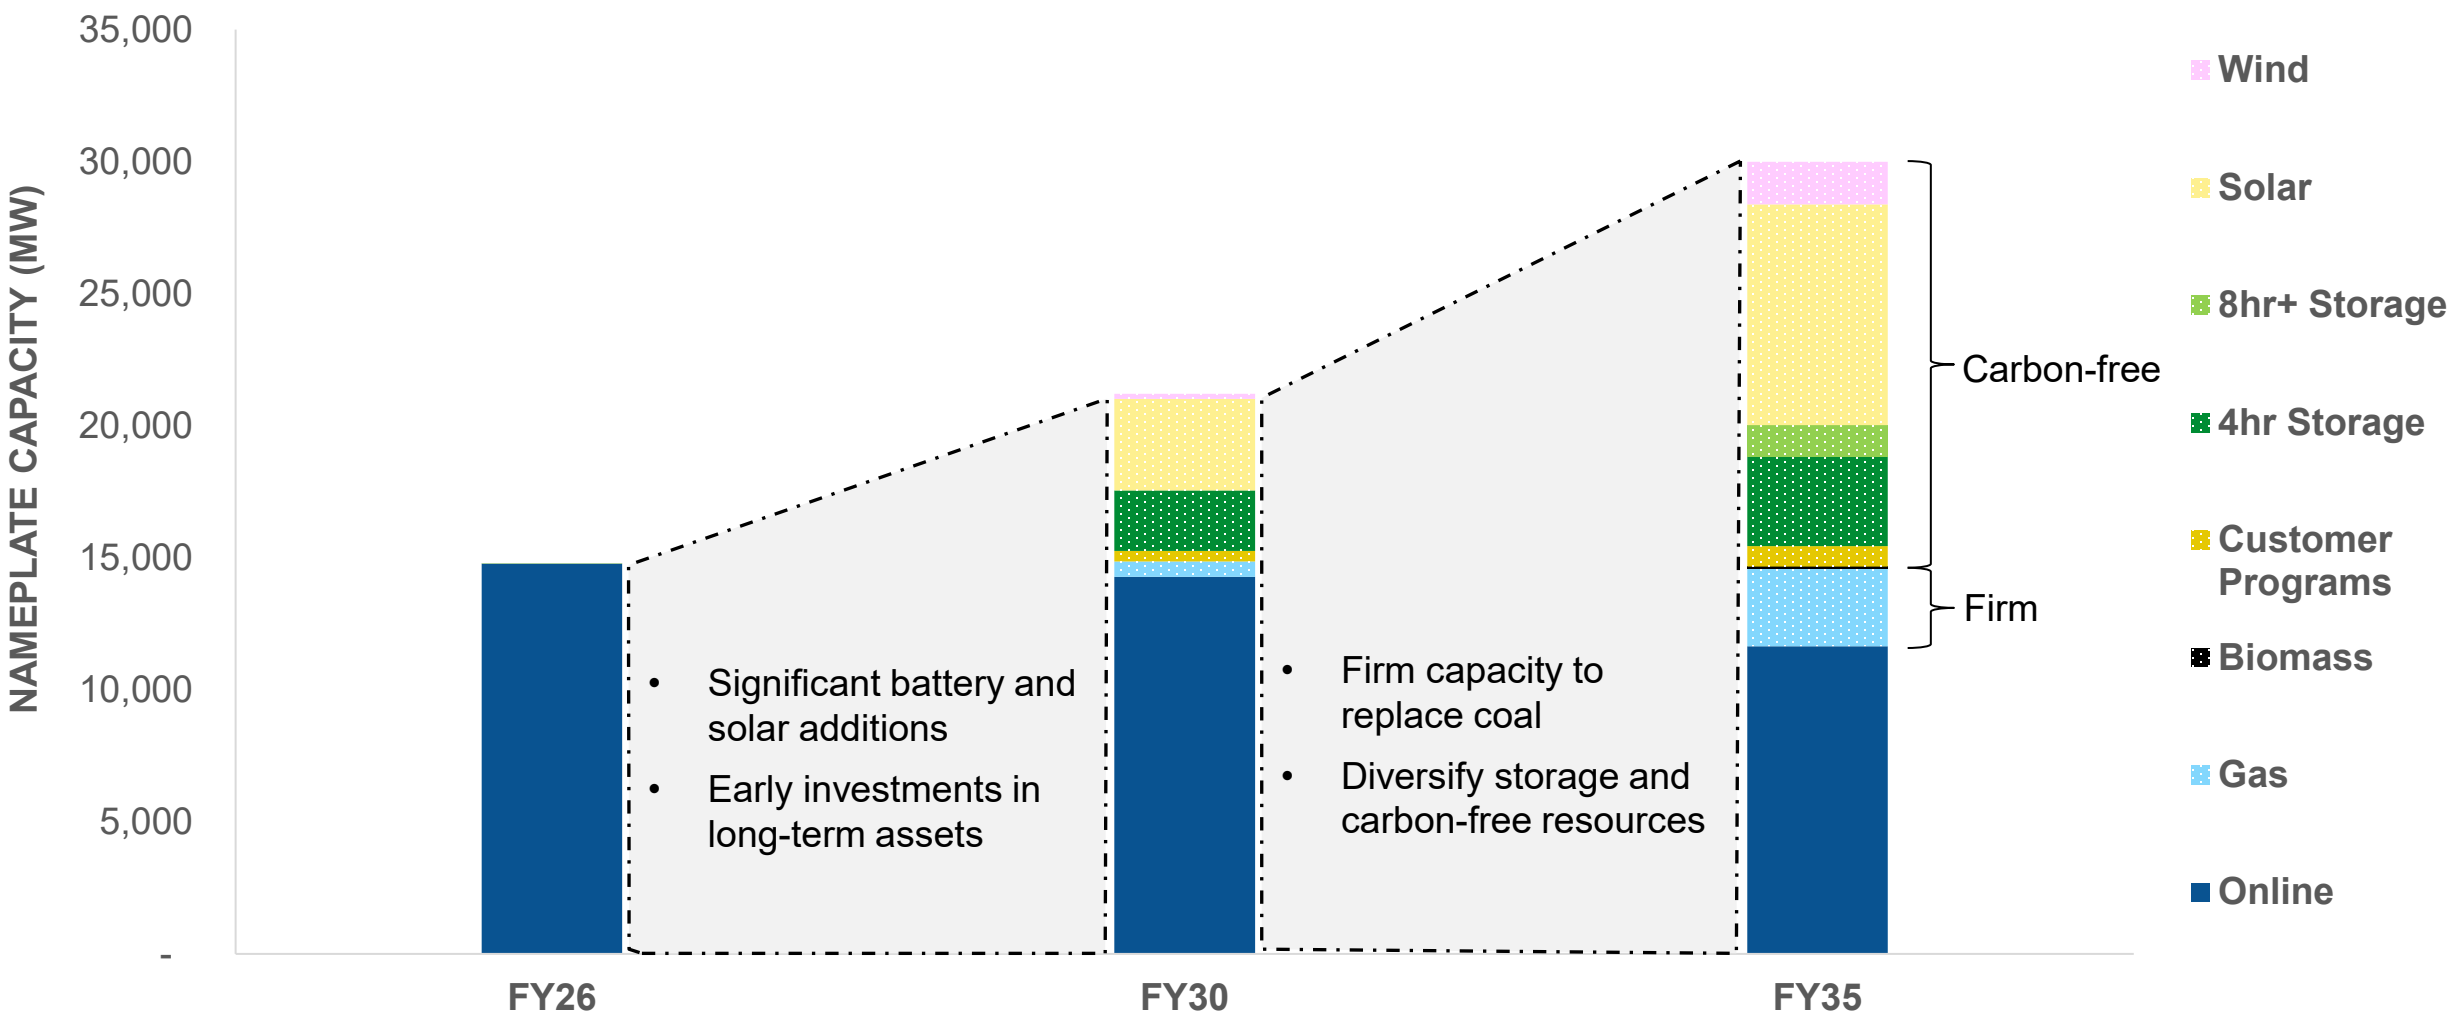 NAMEPLATE CAPACITY (MW)
35,000
30,000
25,000
20,000
15,000
10,000
5,000
-
FY26
FY30
FY35
• Significant battery and
solar additions
• Early investments in
long-term assets
• Firm capacity to
replace coal
• Diversify storage and
carbon-free resources
Carbon-free
Firm
Wind
Solar
8hr+ Storage
4hr Storage
Customer
Programs
Biomass
Gas
Online